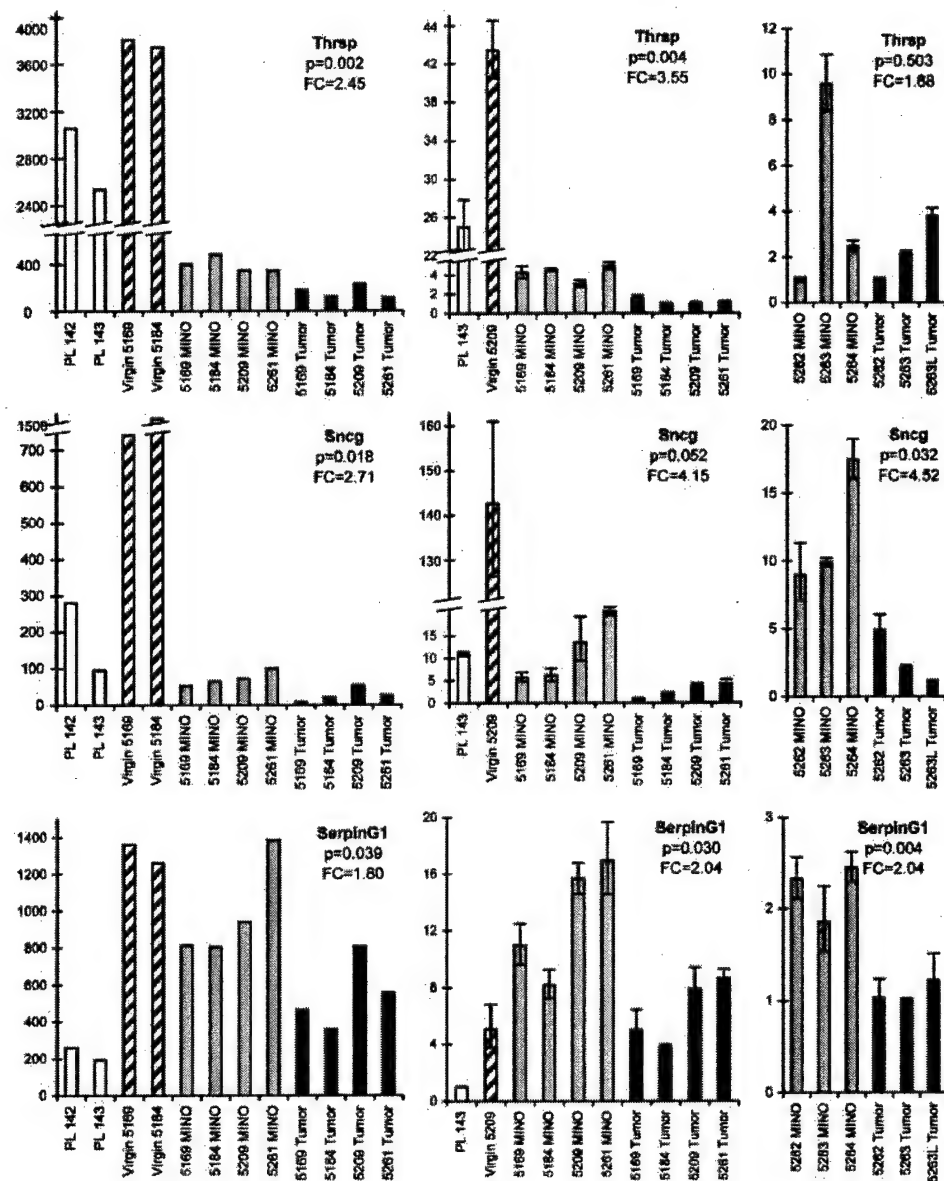 Thrsp
p=0.002
FC=2.45
4000
3600
3200
2800
2400
400
0
PL 142
PL 143
Virgin 5169
Virgin 5184
5169 MINO
5184 MINO
5209 MINO
5261 MINO
5169 Tumor
5184 Tumor
5209 Tumor
5261 Tumor
Thrsp
p=0.004
FC=3.55
44
42
38
34
30
26
22
4
2
0
PL 143
Virgin 5209
5169 MINO
5184 MINO
5209 MINO
5261 MINO
5169 Tumor
5184 Tumor
5209 Tumor
5261 Tumor
Thrsp
p=0.503
FC=1.68
12
10
8
6
4
2
0
5262 MINO
5263 MINO
5264 MINO
5262 Tumor
5263 Tumor
5263L Tumor
Sncg
p=0.018
FC=2.71
1500
700
600
500
400
300
200
100
0
PL 142
PL 143
Virgin 5169
Virgin 5184
5169 MINO
5184 MINO
5209 MINO
5261 MINO
5169 Tumor
5184 Tumor
5209 Tumor
5261 Tumor
Sncg
p=0.052
FC=4.15
160
150
140
130
15
10
5
0
PL 143
Virgin 5209
5169 MINO
5184 MINO
5209 MINO
5261 MINO
5169 Tumor
5184 Tumor
5209 Tumor
5261 Tumor
Sncg
p=0.032
FC=4.52
20
15
10
5
0
5262 MINO
5263 MINO
5264 MINO
5262 Tumor
5263 Tumor
5263L Tumor
SerpinG1
p=0.039
FC=1.80
1400
1200
1000
800
600
400
200
0
PL 142
PL 143
Virgin 5169
Virgin 5184
5169 MINO
5184 MINO
5209 MINO
5261 MINO
5169 Tumor
5184 Tumor
5209 Tumor
5261 Tumor
SerpinG1
p=0.030
FC=2.04
20
16
12
8
4
0
PL 143
Virgin 5209
5169 MINO
5184 MINO
5209 MINO
5261 MINO
5169 Tumor
5184 Tumor
5209 Tumor
5261 Tumor
SerpinG1
p=0.004
FC=2.04
3
2
1
0
5262 MINO
5263 MINO
5264 MINO
5262 Tumor
5263 Tumor
5263L Tumor